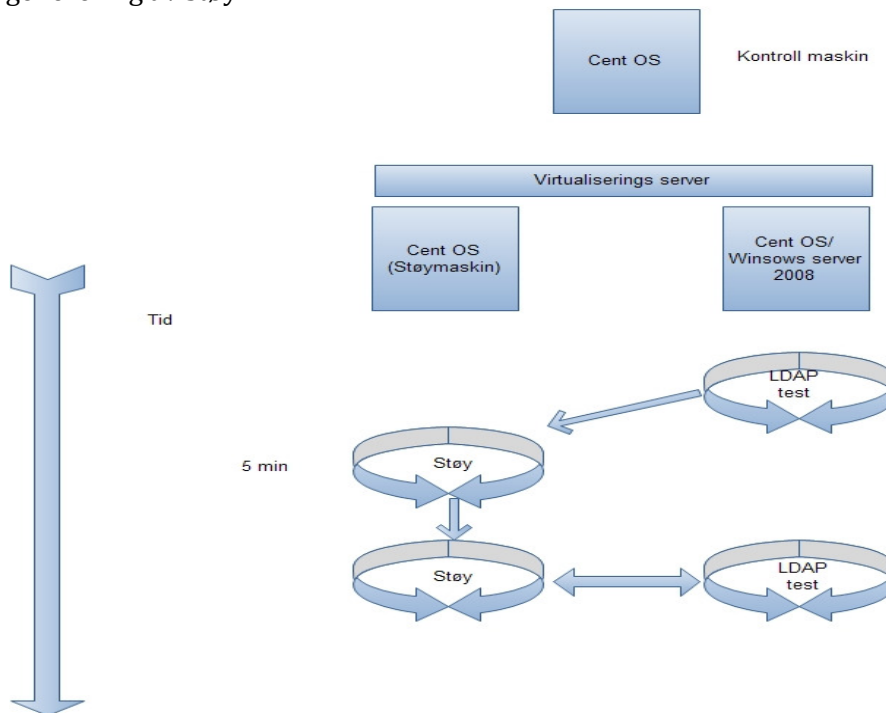 Cent OS
Kontroll maskin
Virtualiserings server
Cent OS
(Støymaskin)
Cent OS/
Winsows server
2008
Tid
LDAP
test
5 min
Støy
Støy
LDAP
test